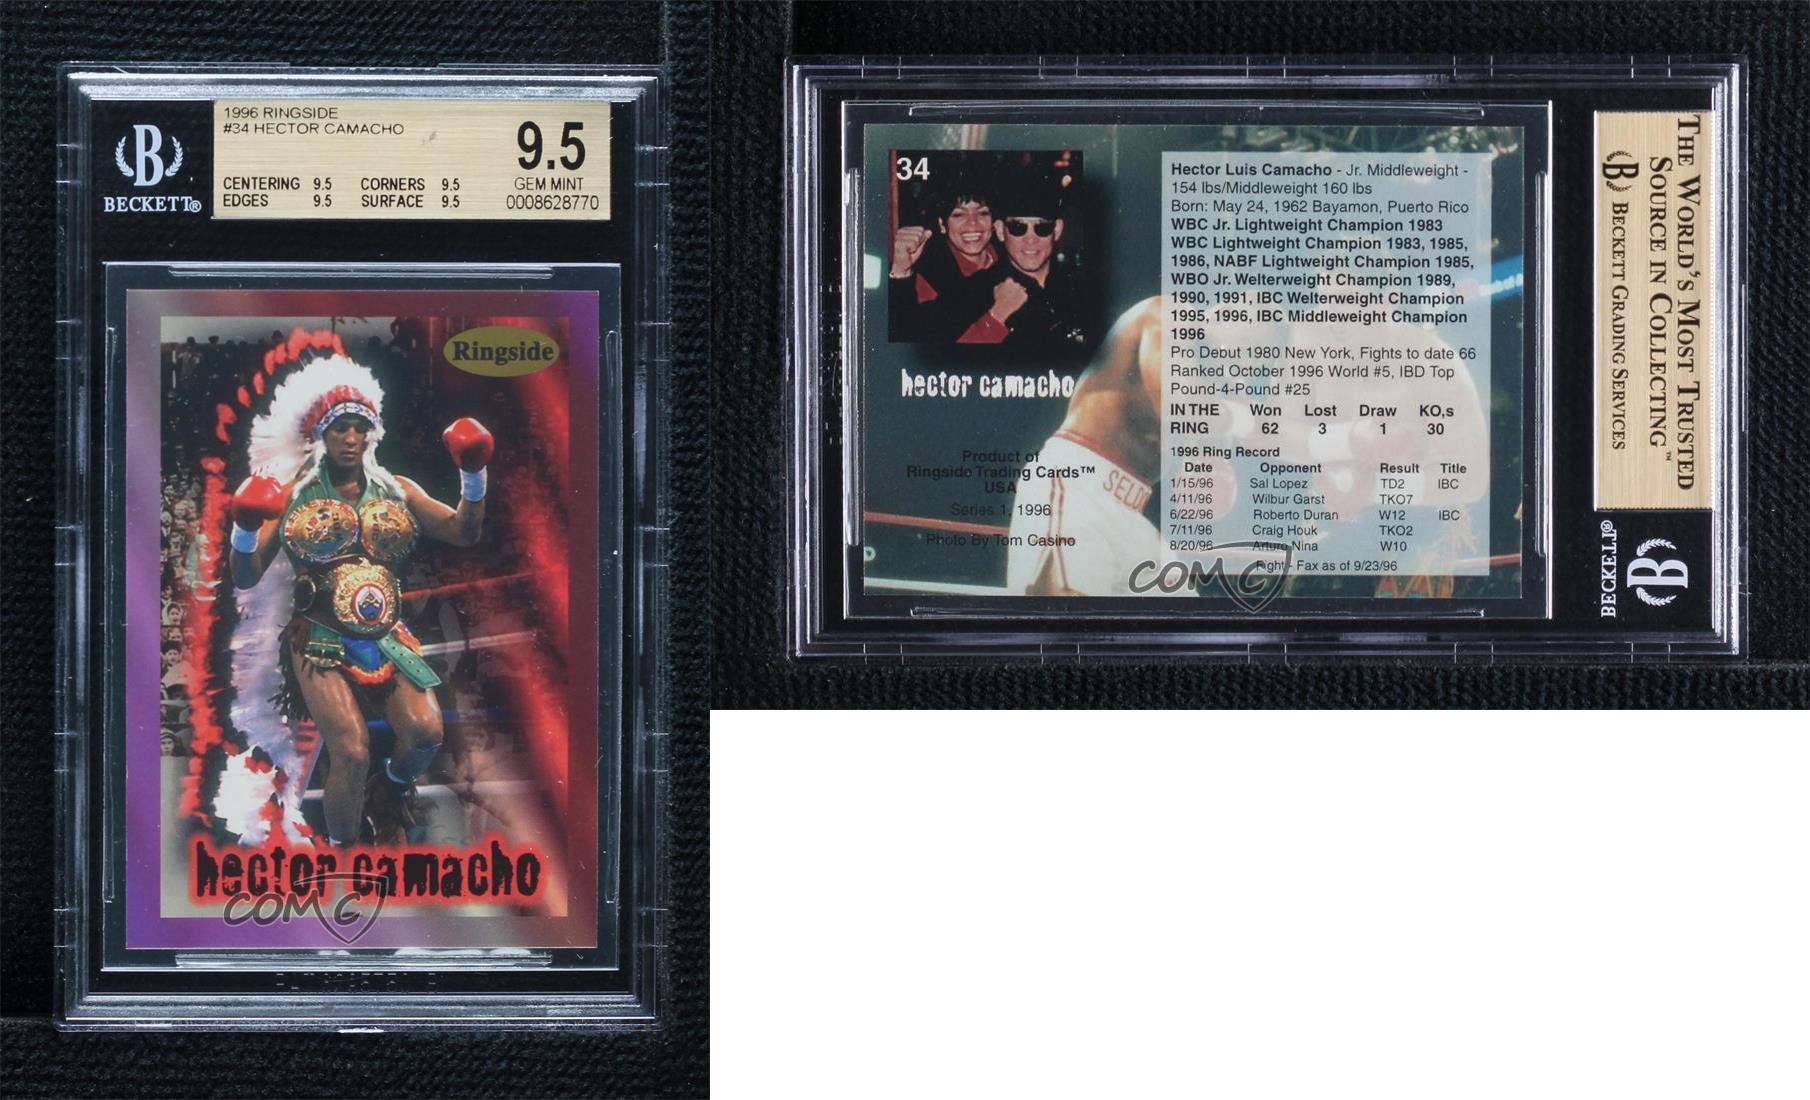 1996 RINGSIDE
#34 HECTOR CAMACHO
9.5
GEM MINT
0008628770
CENTERING 9.5 CORNERS 9.5
EDGES 9.5 SURFACE 9.5
B
BECKETT®
Ringside
hector camacho
COMC
34
hector camacho
Product of
Ringside Trading Cards™
USA
Series 1, 1996
Photo By Tom Casino
SELD
Hector Luis Camacho - Jr. Middleweight -
154 lbs/Middleweight 160 lbs
Born: May 24, 1962 Bayamon, Puerto Rico
WBC Jr. Lightweight Champion 1983
WBC Lightweight Champion 1983, 1985,
1986, NABF Lightweight Champion 1985,
WBO Jr. Welterweight Champion 1989,
1990, 1991, IBC Welterweight Champion
1995, 1996, IBC Middleweight Champion
1996
Pro Debut 1980 New York, Fights to date 66
Ranked October 1996 World #5, IBD Top
Pound-4-Pound #25
IN THE Won Lost Draw KO,s
RING 62 3 1 30
1996 Ring Record
Date Opponent Result Title
1/15/96 Sal Lopez TD2 IBC
4/11/96 Wilbur Garst TKO7
6/22/96 Roberto Duran W12 IBC
7/11/96 Craig Houk TKO2
8/20/96 Arturo Nina W10
Fight - Fax as of 9/23/96
COMC
THE WORLD'S MOST TRUSTED
SOURCE IN COLLECTING™
B BECKETT GRADING SERVICES
B
BECKETT®